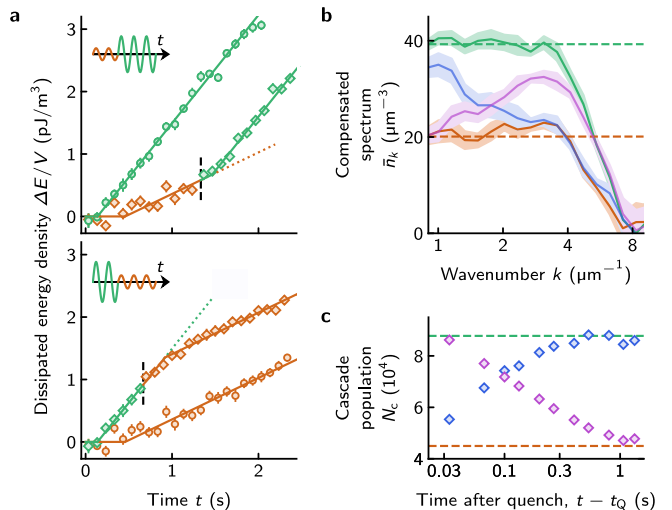 a
t
3
2
1
0
t
3
2
1
0
0
1
2
Dissipated energy density ΔE/V (pJ/m³)
Time t (s)
b
40
20
0
1
2
4
8
Compensated
spectrum
n̄ₖ (μm⁻³)
Wavenumber k (μm⁻¹)
c
8
6
4
0.03
0.1
0.3
1
Cascade
population
N_c (10⁴)
Time after quench, t − t_Q (s)